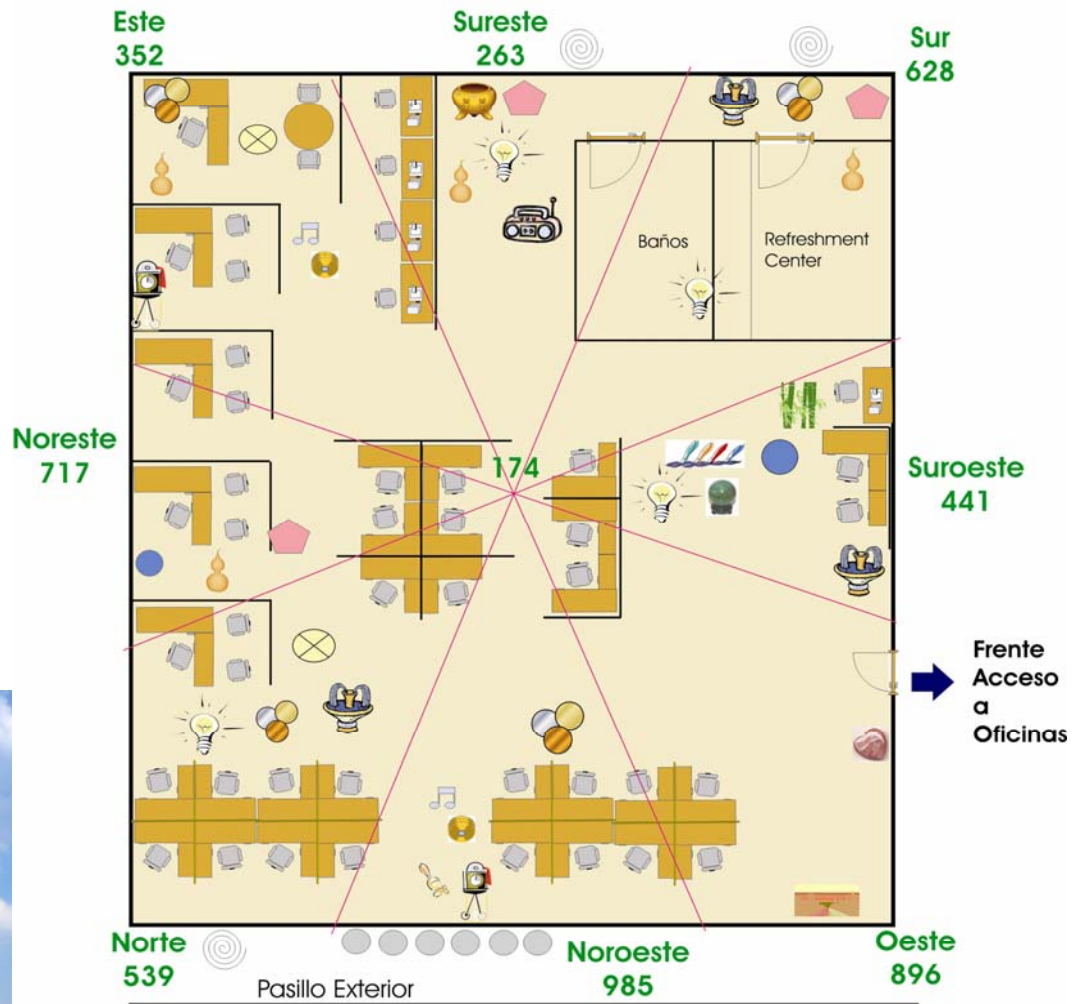 Este
352
Sureste
263
Sur
628
Baños
Refreshment
Center
Noreste
717
174
Suroeste
441
Frente
Acceso
a
Oficinas
Norte
539
Noroeste
985
Oeste
896
Pasillo Exterior